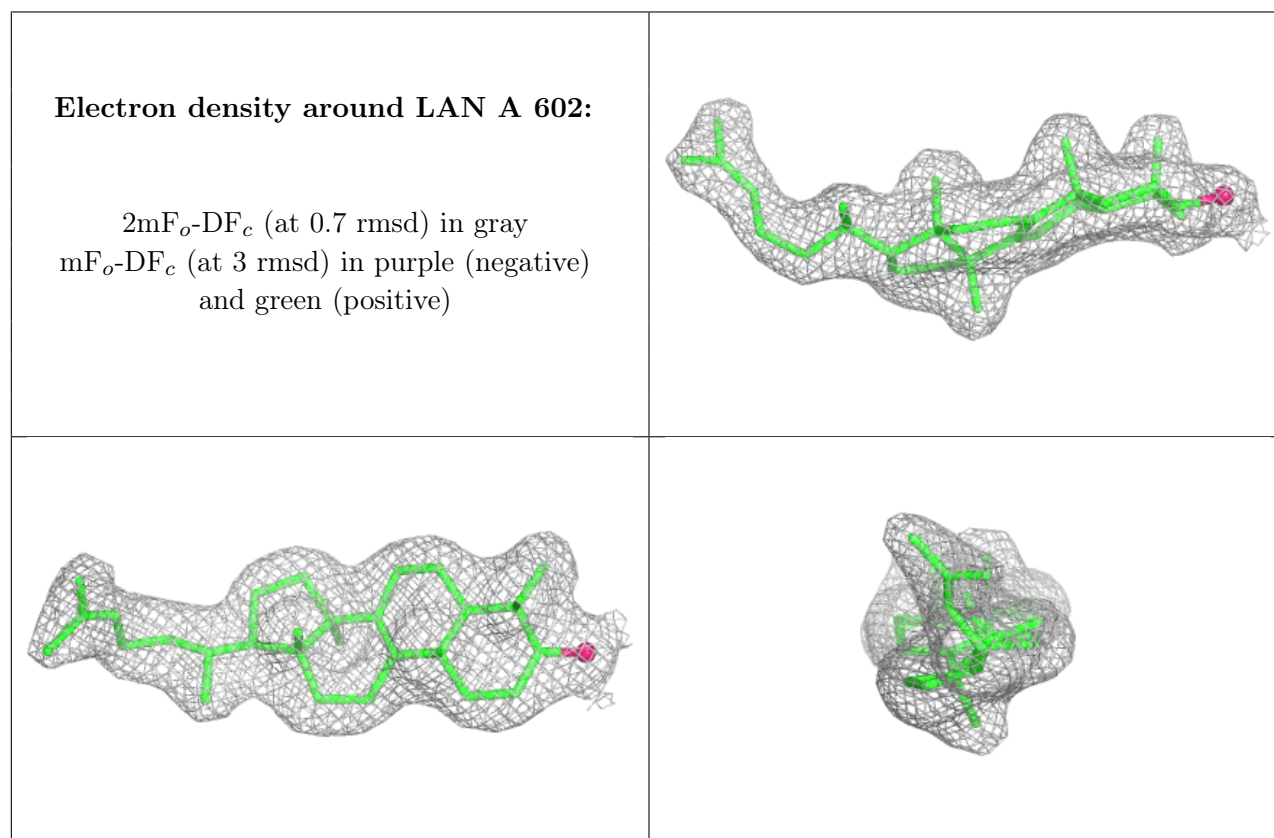 Electron density around LAN A 602:
2mFo-DFc (at 0.7 rmsd) in gray
mFo-DFc (at 3 rmsd) in purple (negative)
and green (positive)